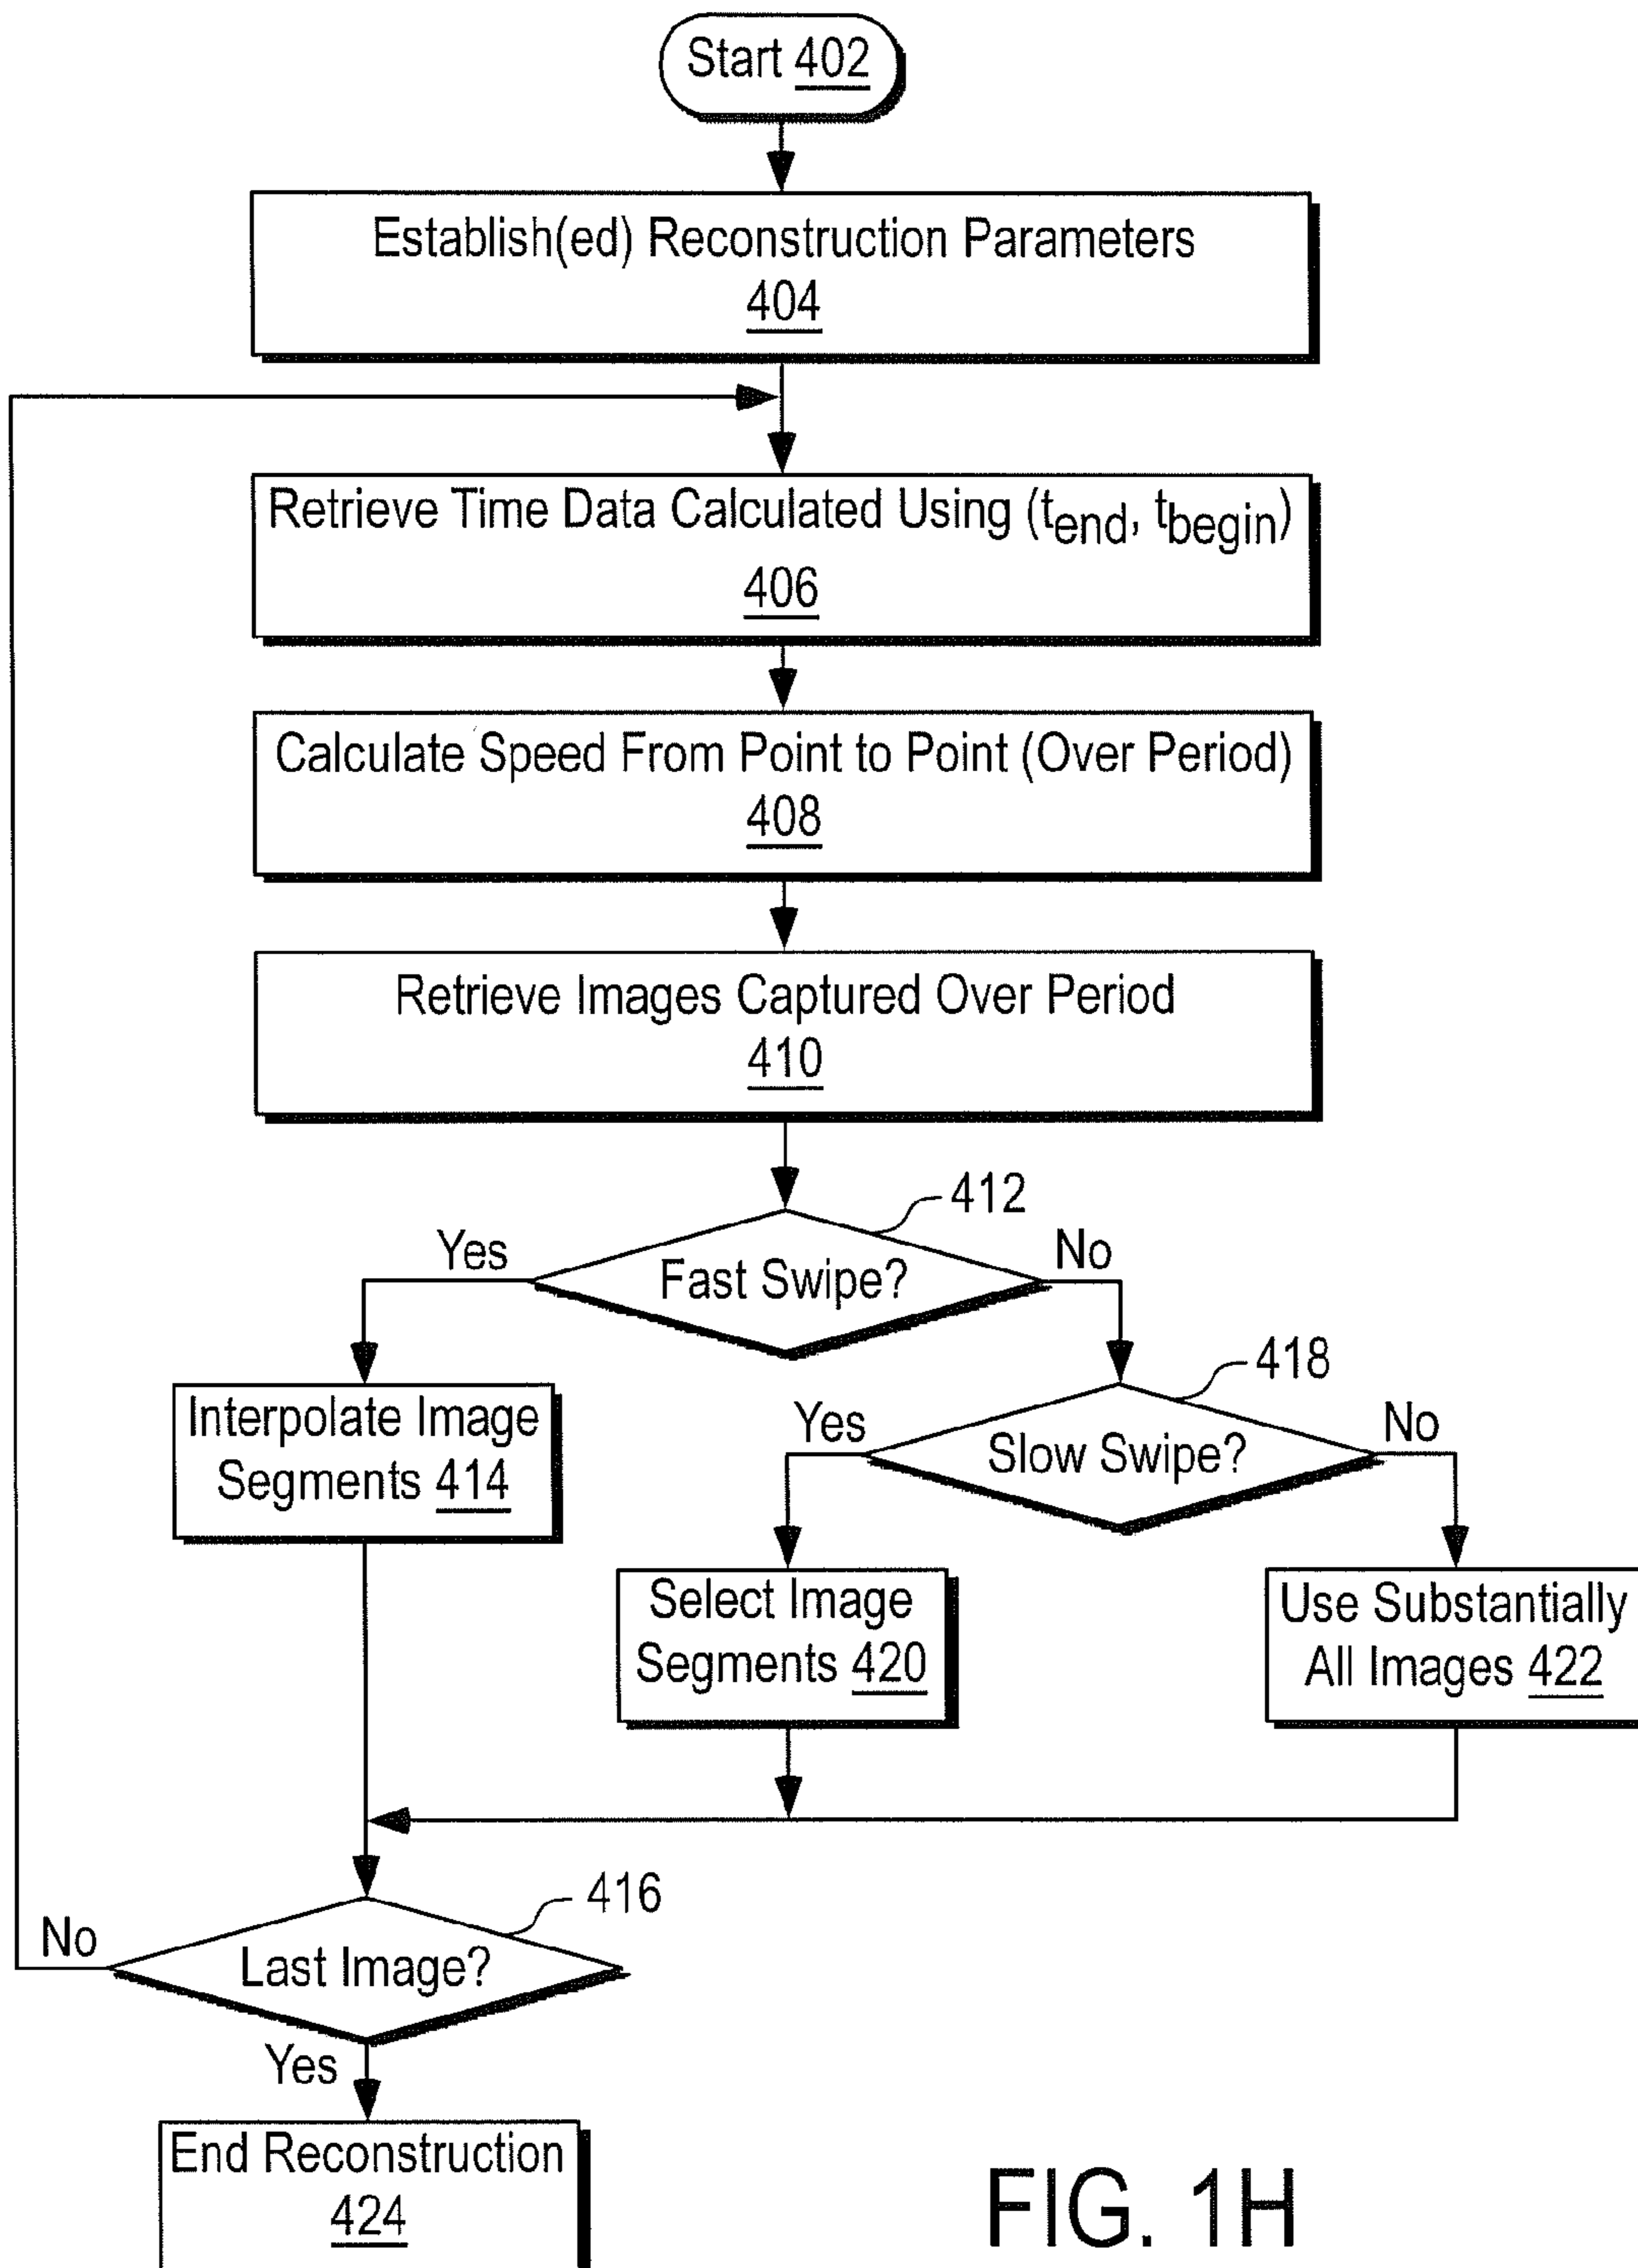 Start 402
Establish(ed) Reconstruction Parameters
404
Retrieve Time Data Calculated Using (tend, tbegin)
406
Calculate Speed From Point to Point (Over Period)
408
Retrieve Images Captured Over Period
410
412
Yes
No
Fast Swipe?
418
Interpolate Image
Segments 414
Yes
No
Slow Swipe?
Select Image
Segments 420
Use Substantially
All Images 422
416
No
Last Image?
Yes
End Reconstruction
424
FIG. 1H